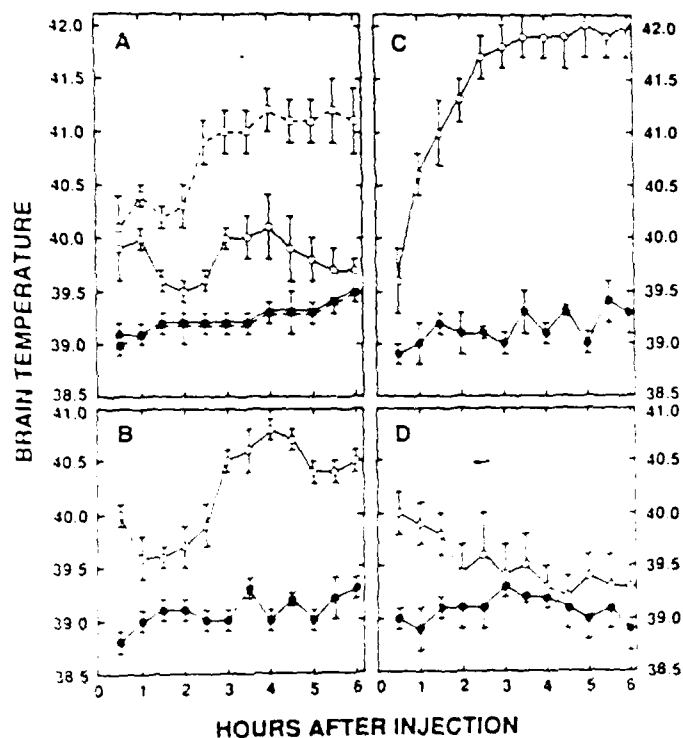 42.0 A C 42.0
41.5 41.5
41.0 41.0
40.5 40.5
40.0 40.0
39.5 39.5
39.0 39.0
38.5 38.5
41.0 B D 41.0
40.5 40.5
40.0 40.0
39.5 39.5
39.0 39.0
38.5 38.5
0 1 2 3 4 5 6 0 1 2 3 4 5 6
BRAIN TEMPERATURE
HOURS AFTER INJECTION